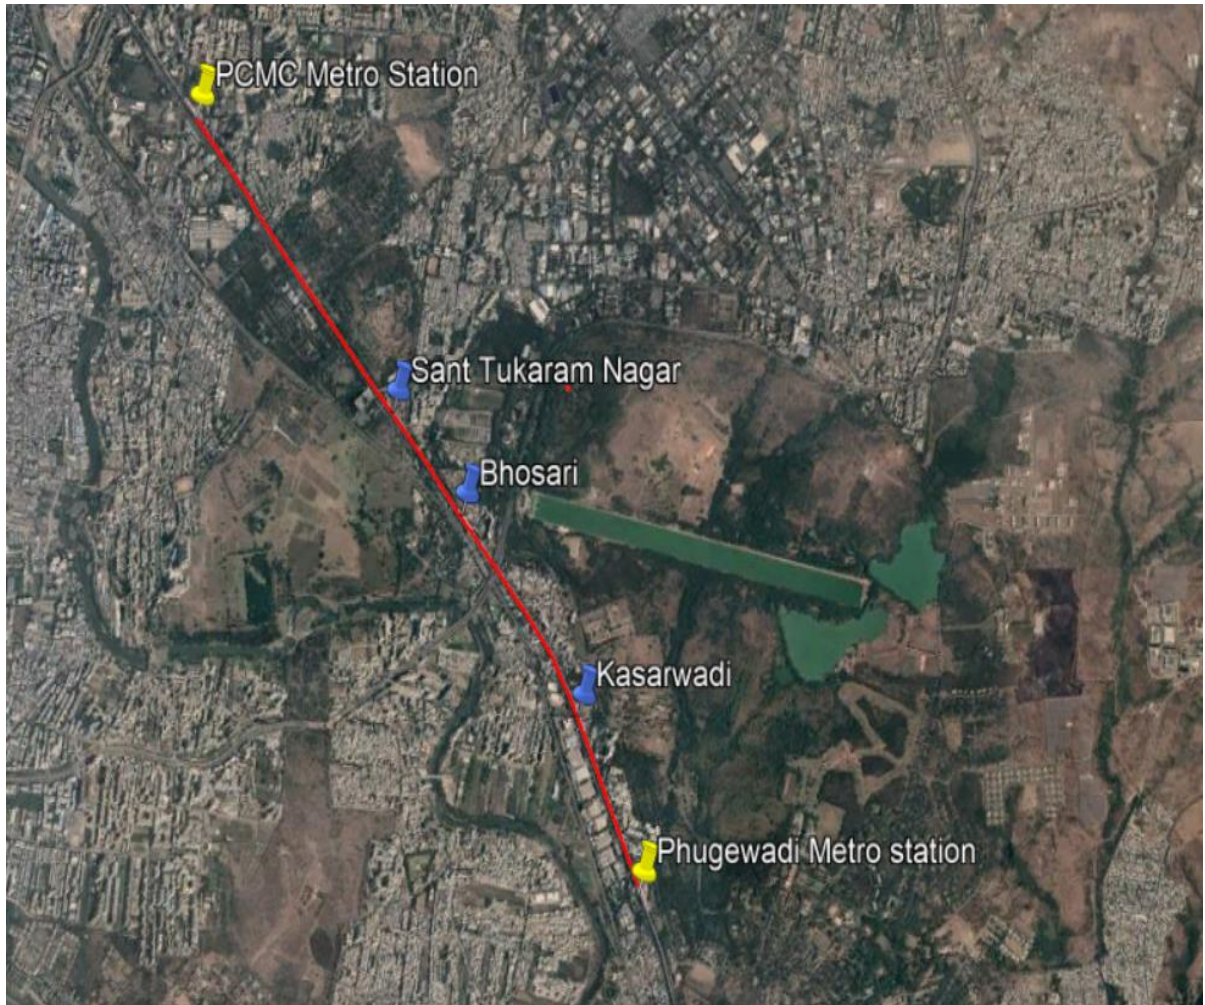 PCMC Metro Station
Sant Tukaram Nagar
Bhosari
Kasarwadi
Phugewadi Metro station